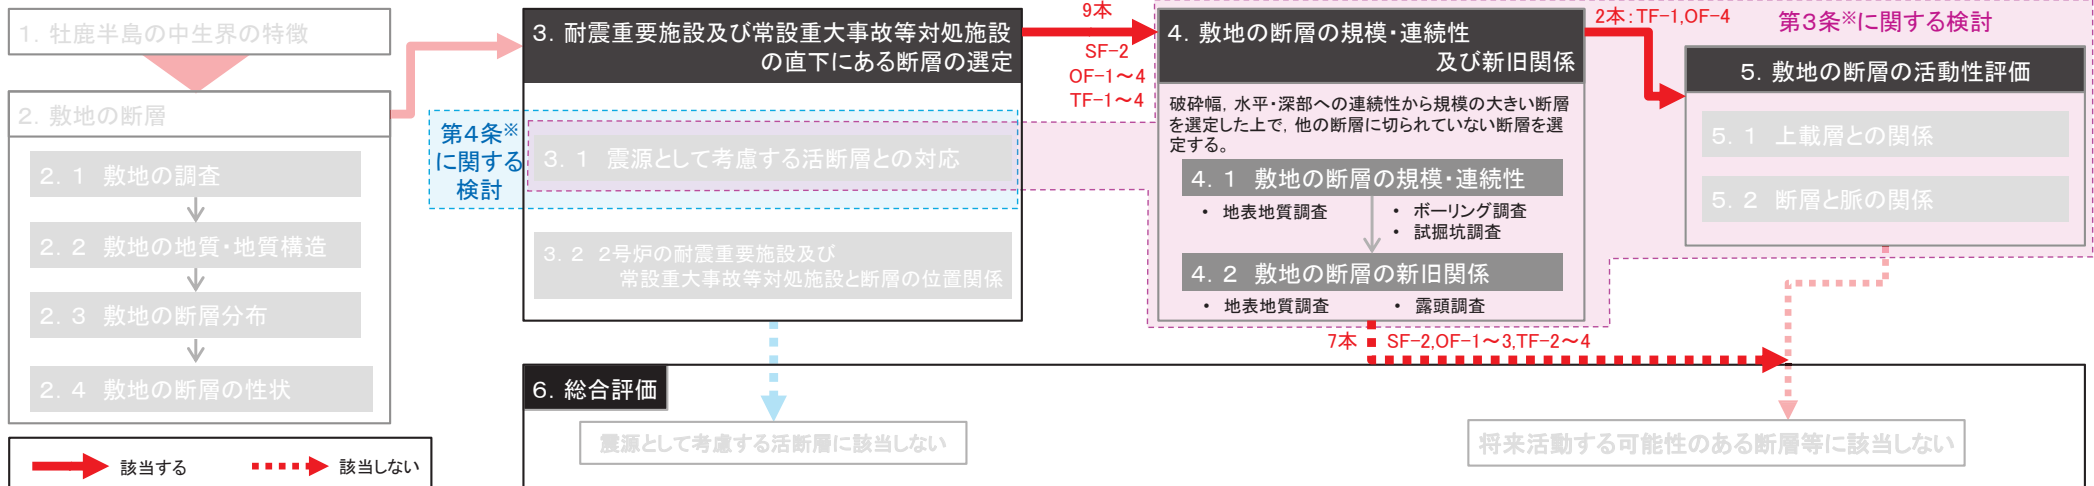 1. 牡鹿半島の中生界の特徴
2. 敷地の断層
2. 1 敷地の調査
2. 2 敷地の地質・地質構造
2. 3 敷地の断層分布
2. 4 敷地の断層の性状
該当する
該当しない
3. 耐震重要施設及び常設重大事故等対処施設
の直下にある断層の選定
第4条※
に関する
検討
3. 1 震源として考慮する活断層との対応
3. 2 2号炉の耐震重要施設及び
常設重大事故等対処施設と断層の位置関係
9本
SF-2
OF-1～4
TF-1～4
4. 敷地の断層の規模・連続性
及び新旧関係
破砕幅, 水平・深部への連続性から規模の大きい断層
を選定した上で, 他の断層に切られていない断層を選
定する。
4. 1 敷地の断層の規模・連続性
・ 地表地質調査
・ ボーリング調査
・ 試掘坑調査
4. 2 敷地の断層の新旧関係
・ 地表地質調査
・ 露頭調査
2本：TF-1,OF-4
第3条※に関する検討
5. 敷地の断層の活動性評価
5. 1 上載層との関係
5. 2 断層と脈の関係
7本 SF-2,OF-1～3,TF-2～4
6. 総合評価
震源として考慮する活断層に該当しない
将来活動する可能性のある断層等に該当しない